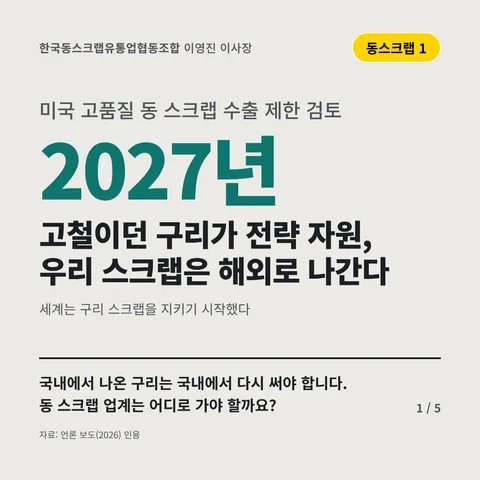 한국동스크랩유통업협동조합 이영진 이사장
동스크랩 1
미국 고품질 동 스크랩 수출 제한 검토
2027년
고철이던 구리가 전략 자원,
우리 스크랩은 해외로 나간다
세계는 구리 스크랩을 지키기 시작했다
국내에서 나온 구리는 국내에서 다시 써야 합니다.
동 스크랩 업계는 어디로 가야 할까요?
1 / 5
자료: 언론 보도(2026) 인용